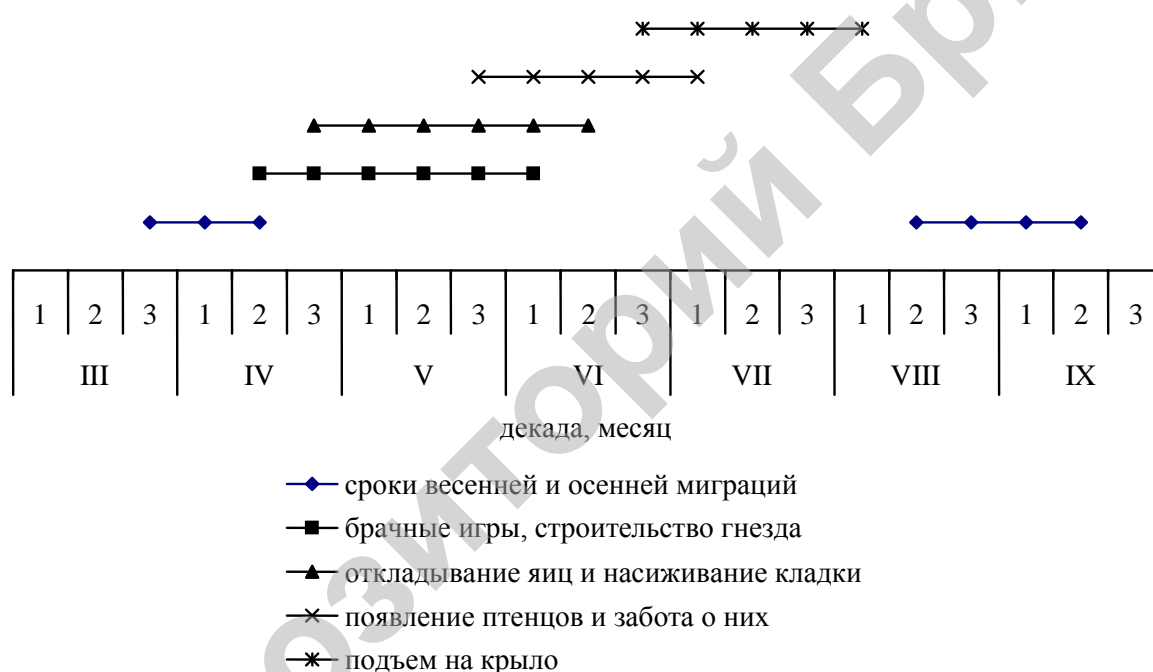 1 2 3 1 2 3 1 2 3 1 2 3 1 2 3 1 2 3 1 2 3
III IV V VI VII VIII IX
декада, месяц
сроки весенней и осенней миграций
брачные игры, строительство гнезда
откладывание яиц и насиживание кладки
появление птенцов и забота о них
подъем на крыло